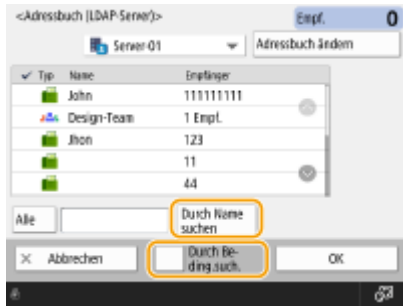 <Adressbuch (LDAP-Server)>
Empf. 0
Server-01
Adressbuch ändern
Typ Name Empfänger
John 111111111
Design-Team 1 Empf.
Jhon 123
11
44
Alle
Durch Name
suchen
Abbrechen
Durch Be-
ding.such.
OK